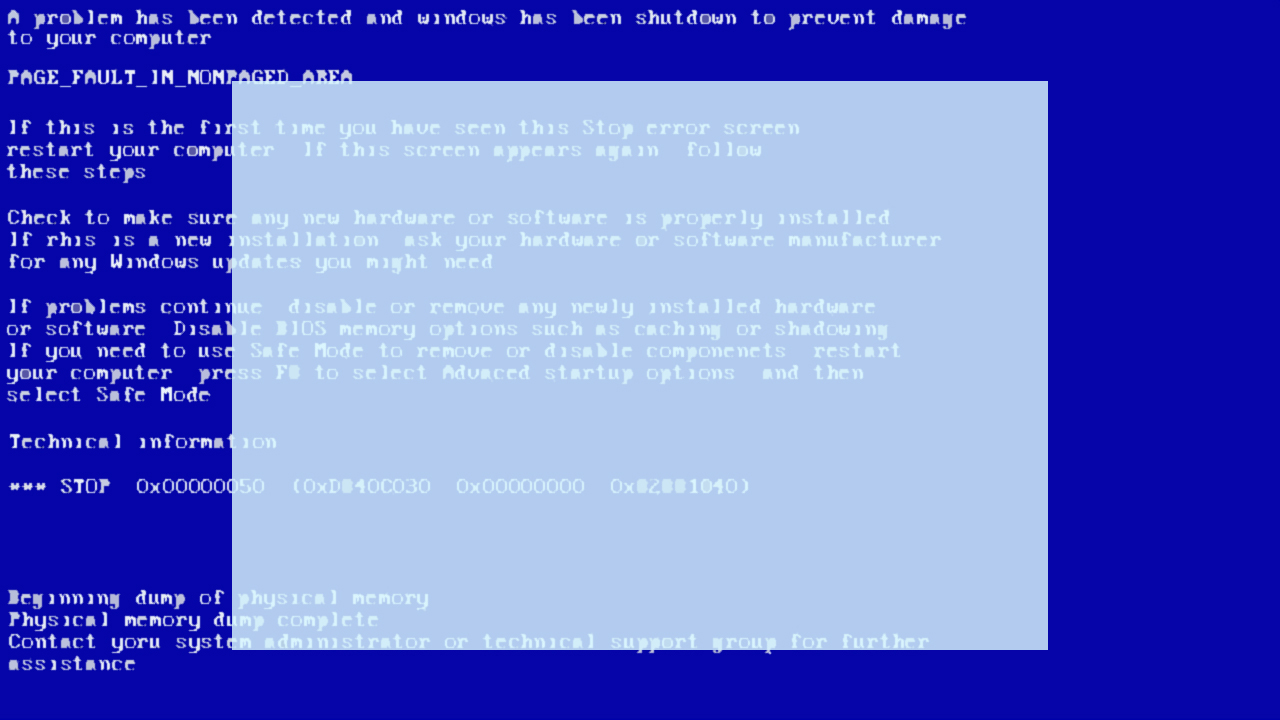 A problem has been detected and windows has been shutdown to prevent damage
to your computer
PAGE_FAULT_IN_NONPAGED_AREA
If this is the first time you have seen this Stop error screen
restart your computer If this screen appears again follow
these steps
Check to make sure any new hardware or software is properly installed
If rhis is a new installation ask your hardware or software manufacturer
for any Windows updates you might need
If problems continue disable or remove any newly installed hardware
or software Disable BIOS memory options such as caching or shadowing
If you need to use Safe Mode to remove or disable componenets restart
your computer press F8 to select Advaced startup options and then
select Safe Mode
Technical information
*** STOP 0x00000050 (0xD840C030 0x00000000 0x82881040)
Beginning dump of physical memory
Physical memory dump complete
Contact yoru system administrator or technical support group for further
assistance